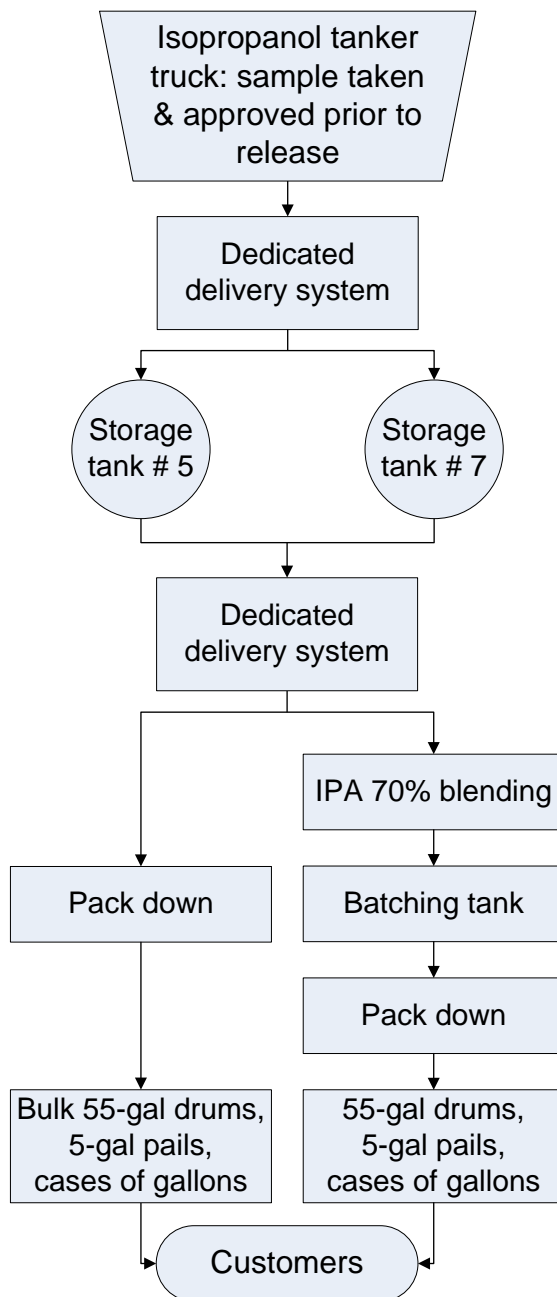 Isopropanol tanker
truck: sample taken
& approved prior to
release
Dedicated
delivery system
Storage
tank # 5
Storage
tank # 7
Dedicated
delivery system
IPA 70% blending
Pack down
Batching tank
Pack down
Bulk 55-gal drums,
5-gal pails,
cases of gallons
55-gal drums,
5-gal pails,
cases of gallons
Customers